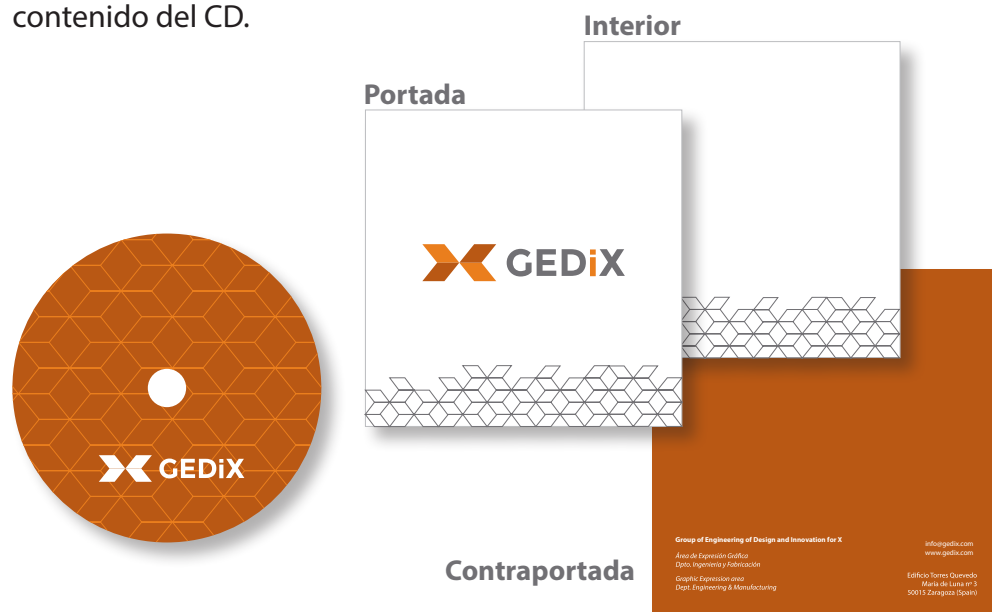 contenido del CD.
Interior
Portada
GEDiX
GEDiX
Contraportada
Group of Engineering of Design and Innovation for X
Área de Expresión Gráfica
Dpto. Ingeniería y Fabricación
Graphic Expression area
Dept. Engineering & Manufacturing
info@gedix.com
www.gedix.com
Edificio Torres Quevedo
María de Luna nº 3
50015 Zaragoza (Spain)